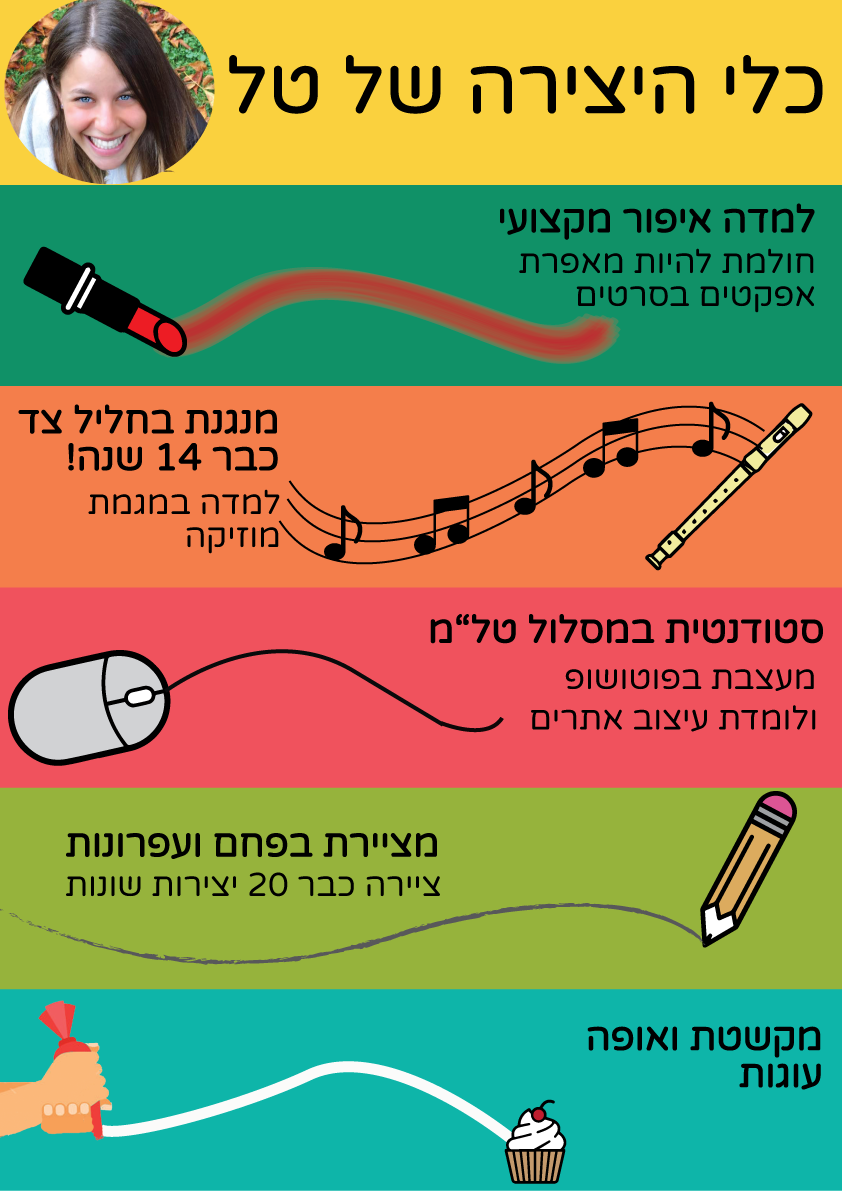 כלי היצירה של טל
למדה איפור מקצועי
חולמת להיות מאפרת
אפקטים בסרטים
מנגנת בחליל צד
כבר 14 שנה!
למדה במגמת
מוזיקה
סטודנטית במסלול טל“מ
מעצבת בפוטושופ
ולומדת עיצוב אתרים
מציירת בפחם ועפרונות
ציירה כבר 20 יצירות שונות
מקשטת ואופה
עוגות